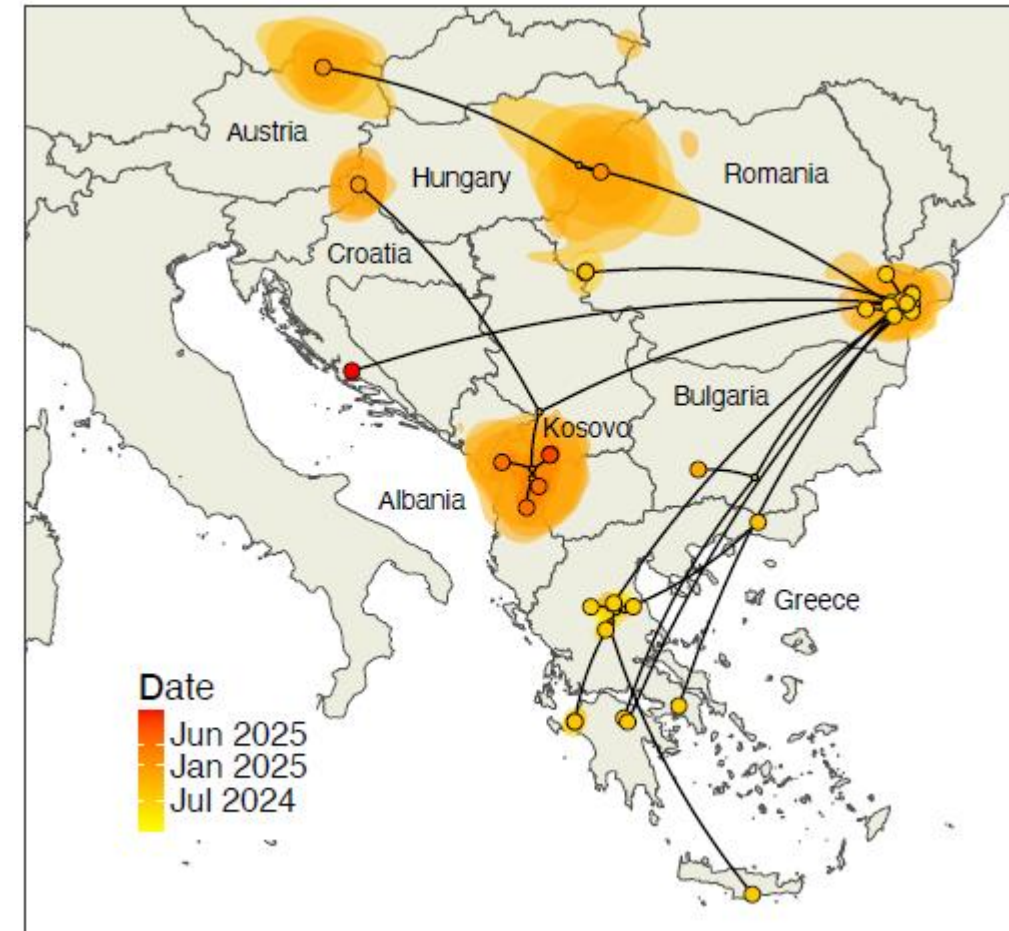 Austria
Hungary
Romania
Croatia
Bulgaria
Kosovo
Albania
Greece
Date
Jun 2025
Jan 2025
Jul 2024